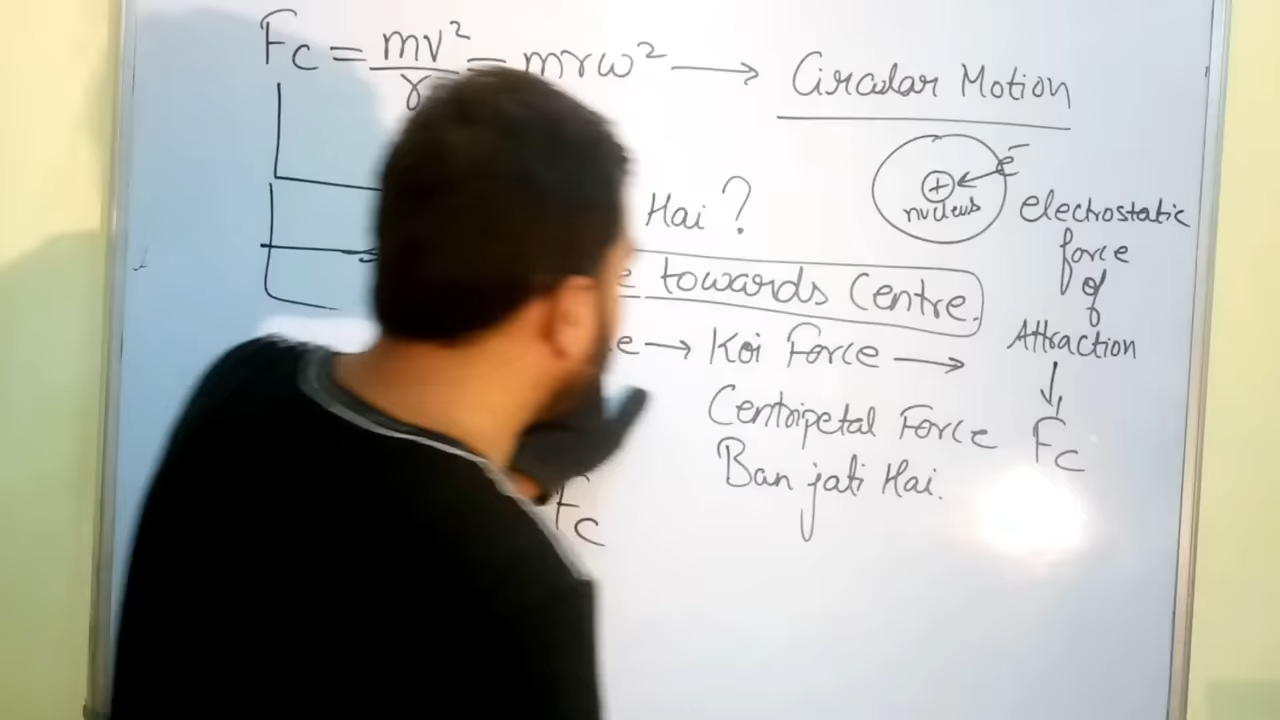 Fc = mv²/r = mrω² → Circular Motion
e⁻
+
nucleus
Hai ?
electrostatic
force
of
Attraction
↓
Fc
towards Centre.
e → Koi Force →
Centripetal Force
Ban jati Hai.
Fc